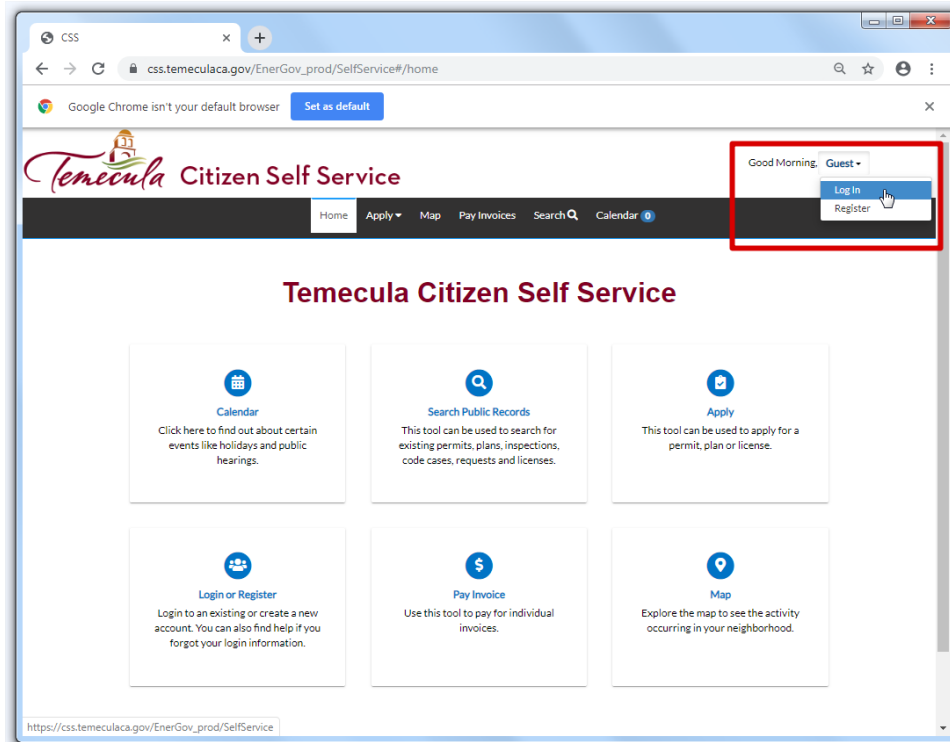 CSS
css.temeculaca.gov/EnerGov_prod/SelfService#/home
Google Chrome isn't your default browser Set as default
Temecula Citizen Self Service
Good Morning, Guest
Log In
Register
Home Apply Map Pay Invoices Search Calendar 0
Temecula Citizen Self Service
Calendar
Click here to find out about certain
events like holidays and public
hearings.
Search Public Records
This tool can be used to search for
existing permits, plans, inspections,
code cases, requests and licenses.
Apply
This tool can be used to apply for a
permit, plan or license.
Login or Register
Login to an existing or create a new
account. You can also find help if you
forgot your login information.
Pay Invoice
Use this tool to pay for individual
invoices.
Map
Explore the map to see the activity
occurring in your neighborhood.
https://css.temeculaca.gov/EnerGov_prod/SelfService